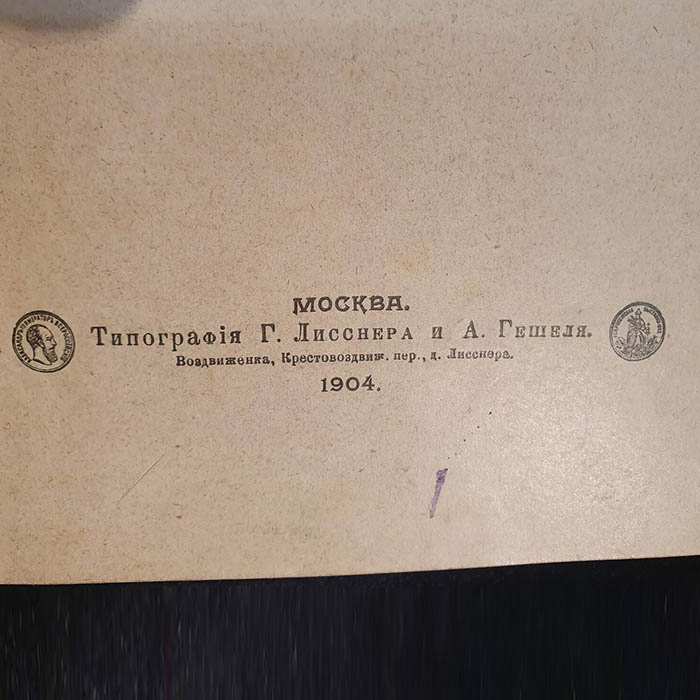 МОСКВА.
Типографія Г. Лисснера и А. Гешеля.
Воздвиженка, Крестовоздвиж. пер., д. Лисснера.
1904.